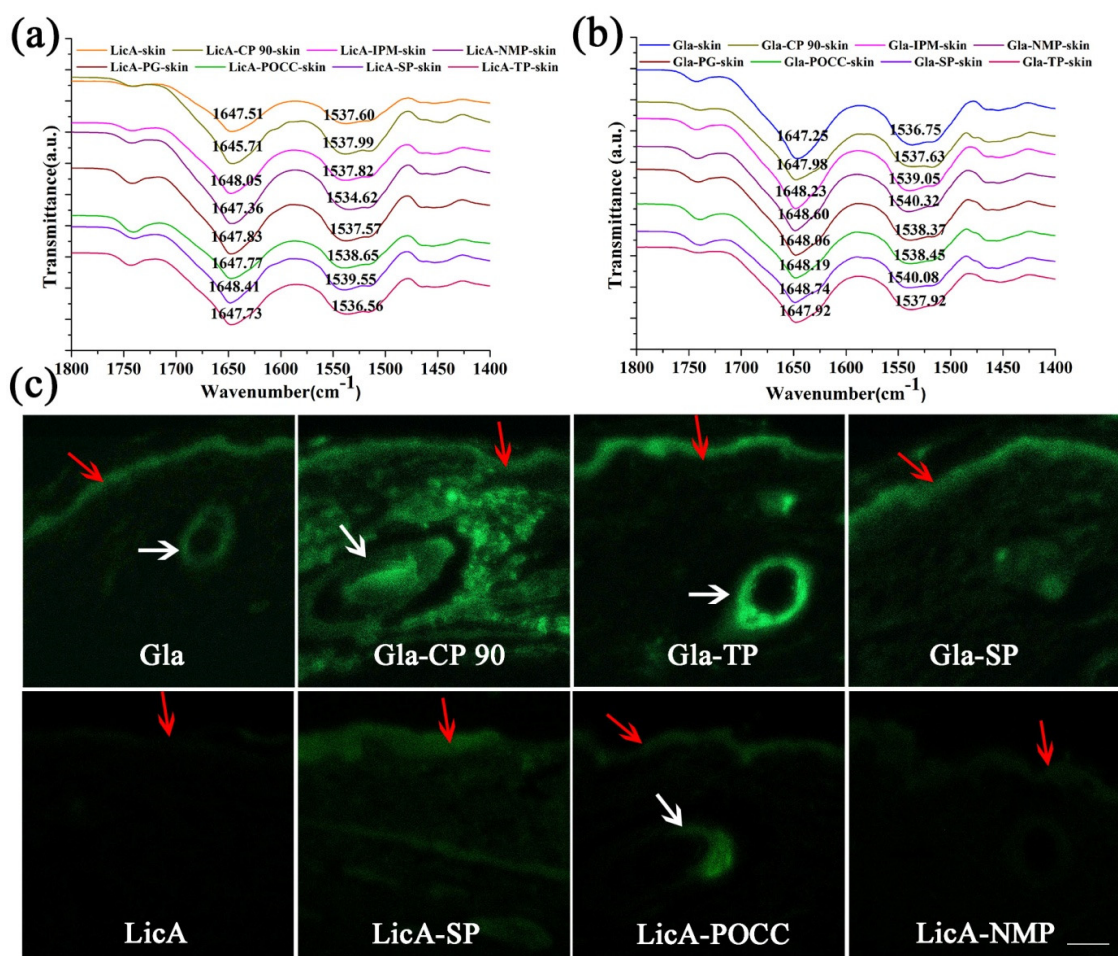 (a)
LicA-skin LicA-CP 90-skin LicA-IPM-skin LicA-NMP-skin
LicA-PG-skin LicA-POCC-skin LicA-SP-skin LicA-TP-skin
Transmittance(a.u.)
1647.51 1537.60
1645.71 1537.99
1648.05 1537.82
1647.36 1534.62
1647.83 1537.57
1647.77 1538.65
1648.41 1539.55
1647.73 1536.56
1800 1750 1700 1650 1600 1550 1500 1450 1400
Wavenumber(cm-1)
(b)
Gla-skin Gla-CP 90-skin Gla-IPM-skin Gla-NMP-skin
Gla-PG-skin Gla-POCC-skin Gla-SP-skin Gla-TP-skin
Transmittance (a.u.)
1647.25 1536.75
1647.98 1537.63
1648.23 1539.05
1648.60 1540.32
1648.06 1538.37
1648.19 1538.45
1648.74 1540.08
1647.92 1537.92
1800 1750 1700 1650 1600 1550 1500 1450 1400
Wavenumber(cm-1)
(c)
Gla Gla-CP 90 Gla-TP Gla-SP
LicA LicA-SP LicA-POCC LicA-NMP